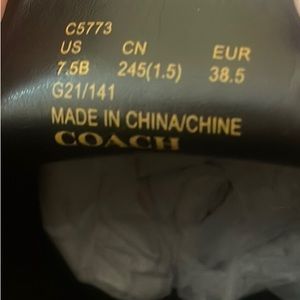 C5773
US CN EUR
7.5B 245(1.5) 38.5
G21/141
MADE IN CHINA/CHINE
COACH